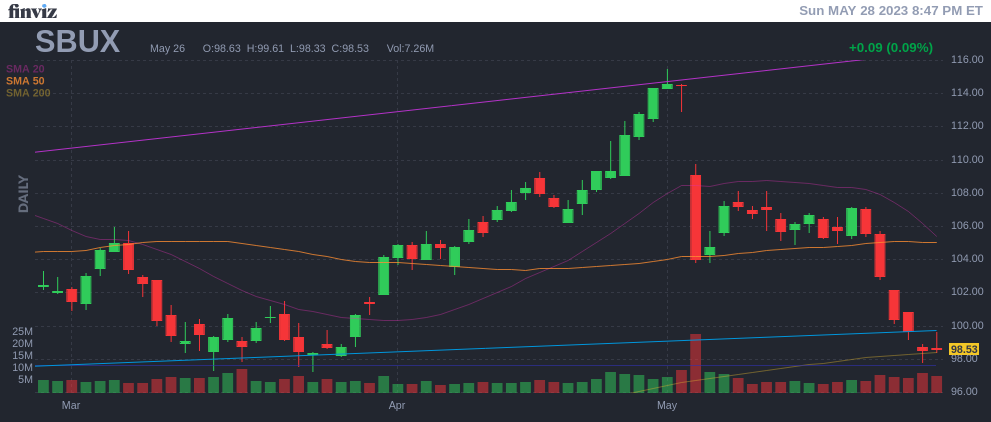 finviz
Sun MAY 28 2023 8:47 PM ET
SBUX
May 26 O:98.63 H:99.61 L:98.33 C:98.53 Vol:7.26M
+0.09 (0.09%)
SMA 20
SMA 50
SMA 200
DAILY
116.00
114.00
112.00
110.00
108.00
106.00
104.00
102.00
100.00
98.53
98.00
96.00
25M
20M
15M
10M
5M
Mar Apr May